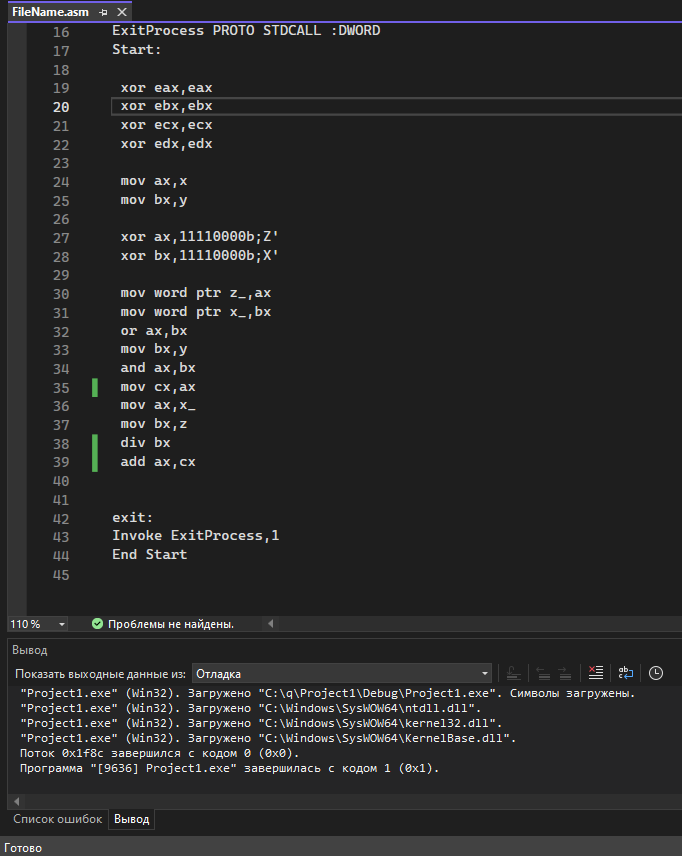 FileName.asm
16 ExitProcess PROTO STDCALL :DWORD
17 Start:
18
19 xor eax,eax
20 xor ebx,ebx
21 xor ecx,ecx
22 xor edx,edx
23
24 mov ax,x
25 mov bx,y
26
27 xor ax,11110000b;Z'
28 xor bx,11110000b;X'
29
30 mov word ptr z_,ax
31 mov word ptr x_,bx
32 or ax,bx
33 mov bx,y
34 and ax,bx
35 mov cx,ax
36 mov ax,x_
37 mov bx,z
38 div bx
39 add ax,cx
40
41
42 exit:
43 Invoke ExitProcess,1
44 End Start
45
110 % Проблемы не найдены.
Вывод
Показать выходные данные из: Отладка
"Project1.exe" (Win32). Загружено "C:\q\Project1\Debug\Project1.exe". Символы загружены.
"Project1.exe" (Win32). Загружено "C:\Windows\SysWOW64\ntdll.dll".
"Project1.exe" (Win32). Загружено "C:\Windows\SysWOW64\kernel32.dll".
"Project1.exe" (Win32). Загружено "C:\Windows\SysWOW64\KernelBase.dll".
Поток 0x1f8c завершился с кодом 0 (0x0).
Программа "[9636] Project1.exe" завершилась с кодом 1 (0x1).
Список ошибок Вывод
Готово